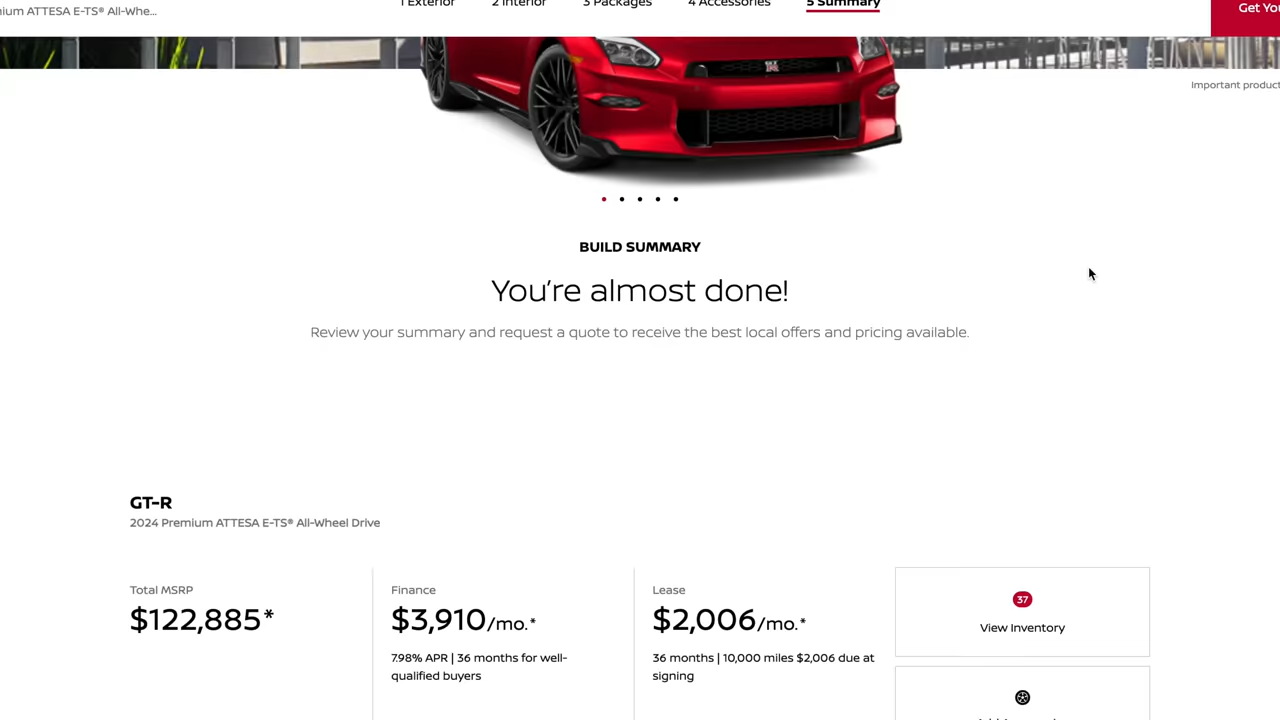 mium ATTESA E-TS® All-Whe...
1 Exterior
2 Interior
3 Packages
4 Accessories
5 Summary
Get You
Important product
BUILD SUMMARY
You're almost done!
Review your summary and request a quote to receive the best local offers and pricing available.
GT-R
2024 Premium ATTESA E-TS® All-Wheel Drive
Total MSRP
$122,885*
Finance
$3,910/mo.*
7.98% APR | 36 months for well-
qualified buyers
Lease
$2,006/mo.*
36 months | 10,000 miles $2,006 due at
signing
37
View Inventory